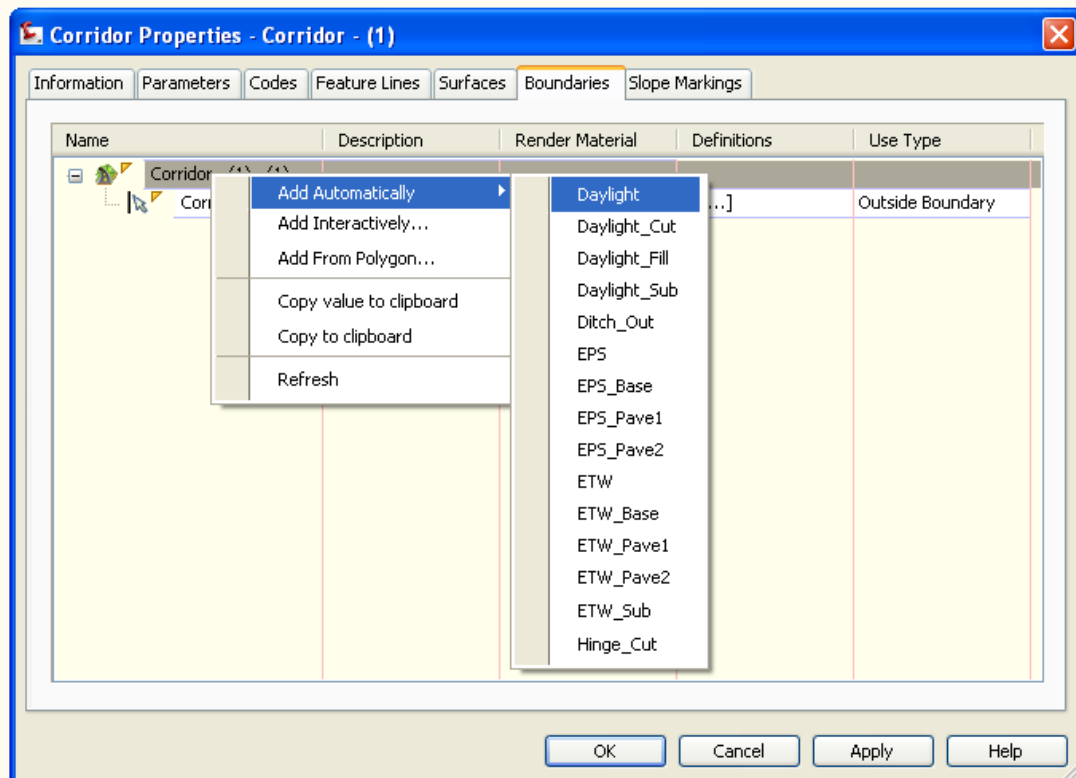 Corridor Properties - Corridor - (1)
Information Parameters Codes Feature Lines Surfaces Boundaries Slope Markings
Name Description Render Material Definitions Use Type
Corridor - (1) - (1)
Cor ...] Outside Boundary
Add Automatically
Add Interactively...
Add From Polygon...
Copy value to clipboard
Copy to clipboard
Refresh
Daylight
Daylight_Cut
Daylight_Fill
Daylight_Sub
Ditch_Out
EPS
EPS_Base
EPS_Pave1
EPS_Pave2
ETW
ETW_Base
ETW_Pave1
ETW_Pave2
ETW_Sub
Hinge_Cut
OK Cancel Apply Help